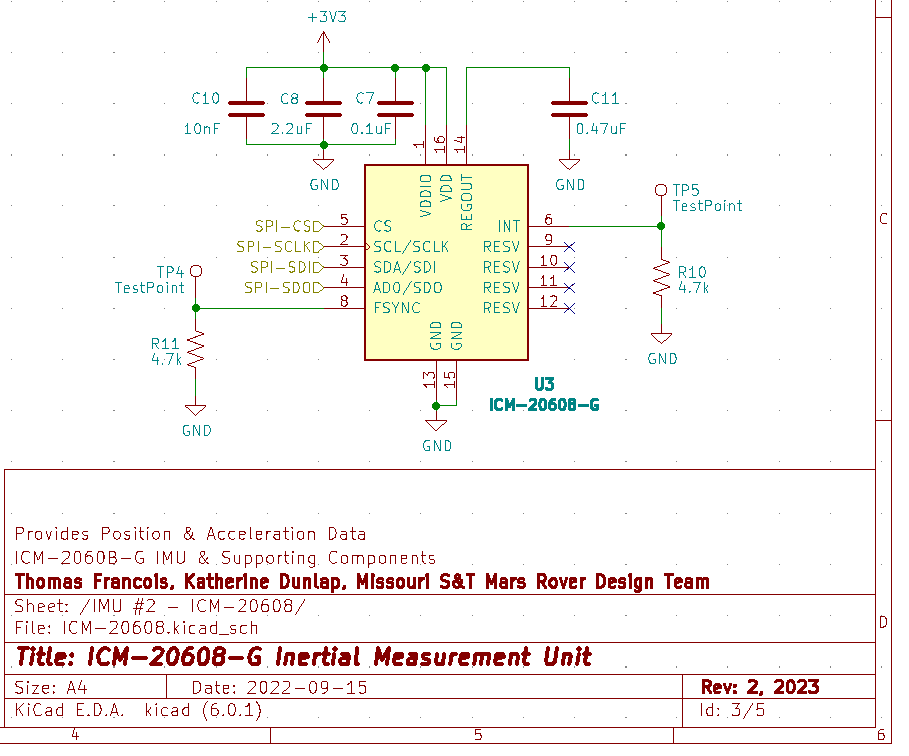 +3V3
C10
10nF
C8
2.2uF
C7
0.1uF
C11
0.47uF
GND
GND
1
16
14
VDDIO
VDD
REGOUT
SPI-CS
SPI-SCLK
SPI-SDI
SPI-SDO
5
2
3
4
8
CS
SCL/SCLK
SDA/SDI
AD0/SDO
FSYNC
INT
RESV
RESV
RESV
RESV
6
9
10
11
12
TP5
TestPoint
R10
4.7k
GND
TP4
TestPoint
R11
4.7k
GND
GND
GND
13
15
GND
U3
ICM-20608-G
C
D
Provides Position & Acceleration Data
ICM-2060B-G IMU & Supporting Components
Thomas Francois, Katherine Dunlap, Missouri S&T Mars Rover Design Team
Sheet: /IMU #2 - ICM-20608/
File: ICM-20608.kicad_sch
Title: ICM-20608-G Inertial Measurement Unit
Size: A4
Date: 2022-09-15
Rev: 2, 2023
KiCad E.D.A. kicad (6.0.1)
Id: 3/5
4
5
6